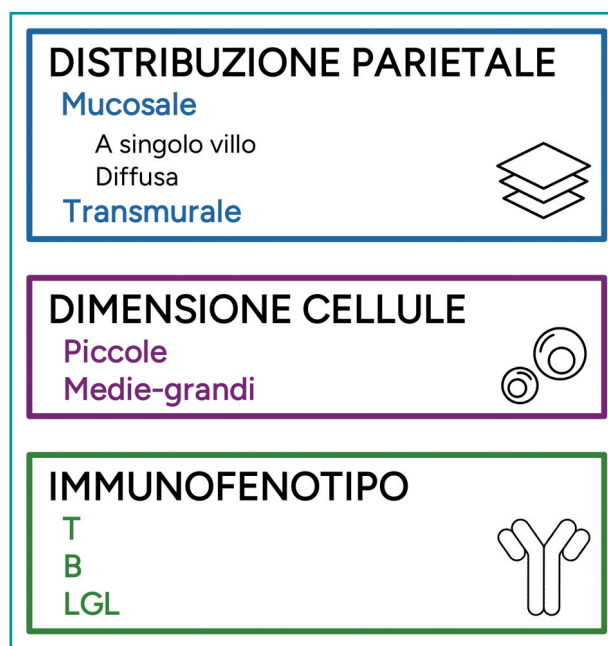 DISTRIBUZIONE PARIETALE
Mucosale
A singolo villo
Diffusa
Transmurale
DIMENSIONE CELLULE
Piccole
Medie-grandi
IMMUNOFENOTIPO
T
B
LGL